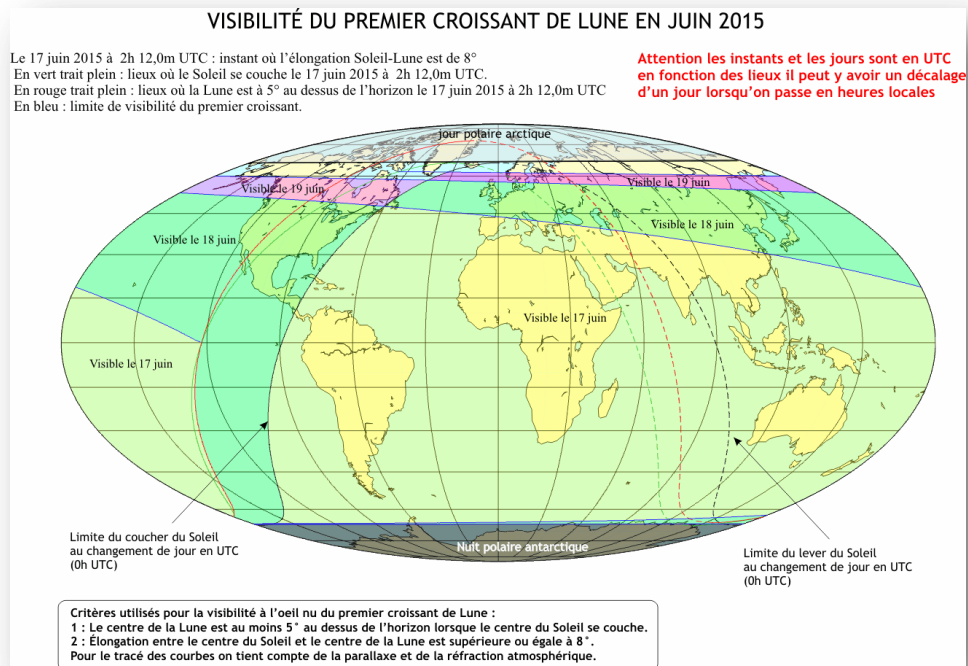 VISIBILITÉ DU PREMIER CROISSANT DE LUNE EN JUIN 2015
Le 17 juin 2015 à 2h 12,0m UTC : instant où l'élongation Soleil-Lune est de 8°
En vert trait plein : lieux où le Soleil se couche le 17 juin 2015 à 2h 12,0m UTC.
En rouge trait plein : lieux où la Lune est à 5° au dessus de l'horizon le 17 juin 2015 à 2h 12,0m UTC
En bleu : limite de visibilité du premier croissant.
Attention les instants et les jours sont en UTC
en fonction des lieux il peut y avoir un décalage
d'un jour lorsqu'on passe en heures locales
jour polaire arctique
Visible le 19 juin
Visible le 19 juin
Visible le 18 juin
Visible le 18 juin
Visible le 17 juin
Visible le 17 juin
Limite du coucher du Soleil
au changement de jour en UTC
(0h UTC)
Nuit polaire antarctique
Limite du lever du Soleil
au changement de jour en UTC
(0h UTC)
Critères utilisés pour la visibilité à l'oeil nu du premier croissant de Lune :
1 : Le centre de la Lune est au moins 5° au dessus de l'horizon lorsque le centre du Soleil se couche.
2 : Élongation entre le centre du Soleil et le centre de la Lune est supérieure ou égale à 8°.
Pour le tracé des courbes on tient compte de la parallaxe et de la réfraction atmosphérique.